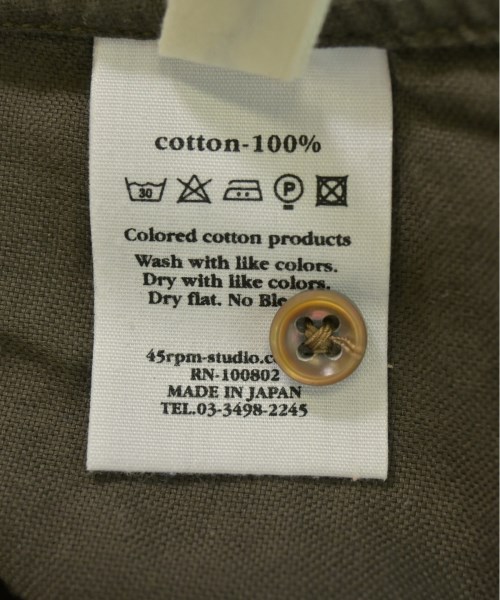 cotton-100%
30 P
Colored cotton products
Wash with like colors.
Dry with like colors.
Dry flat. No
45rpm-studio.c
RN-100802
MADE IN JAPAN
TEL.03-3498-2245